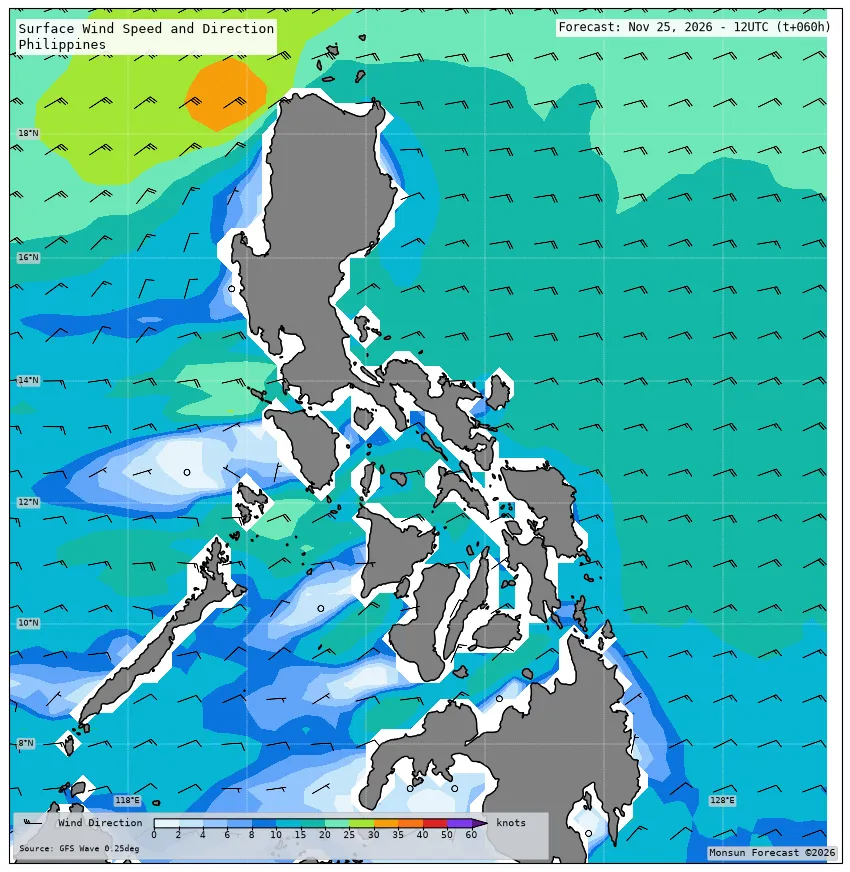 Surface Wind Speed and Direction
Philippines
Forecast: Nov 25, 2026 - 12UTC (t+060h)
18°N
16°N
14°N
12°N
10°N
8°N
118°E
128°E
Wind Direction
knots
0 2 4 6 8 10 15 20 25 30 35 40 50 60
Source: GFS Wave 0.25deg
Monsun Forecast ©2026